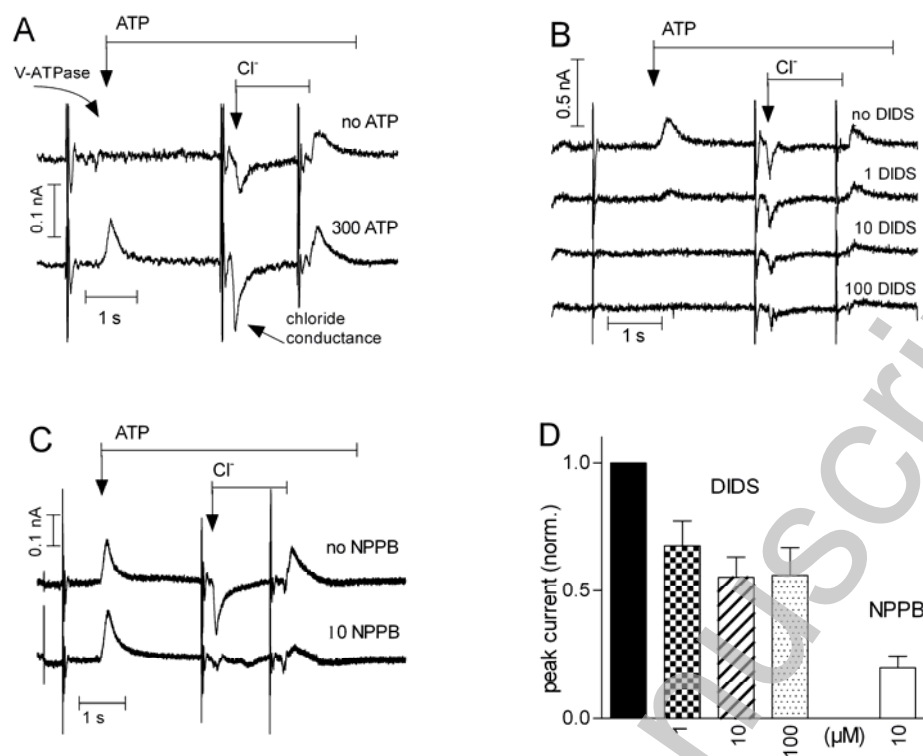 A
ATP
V-ATPase
Cl-
no ATP
0.1 nA
300 ATP
1 s
chloride
conductance
B
ATP
0.5 nA
Cl-
no DIDS
1 DIDS
10 DIDS
100 DIDS
1 s
C
ATP
Cl-
0.1 nA
no NPPB
10 NPPB
1 s
D
peak current (norm.)
1.0
0.5
0.0
DIDS
NPPB
1
10
100
(µM)
10